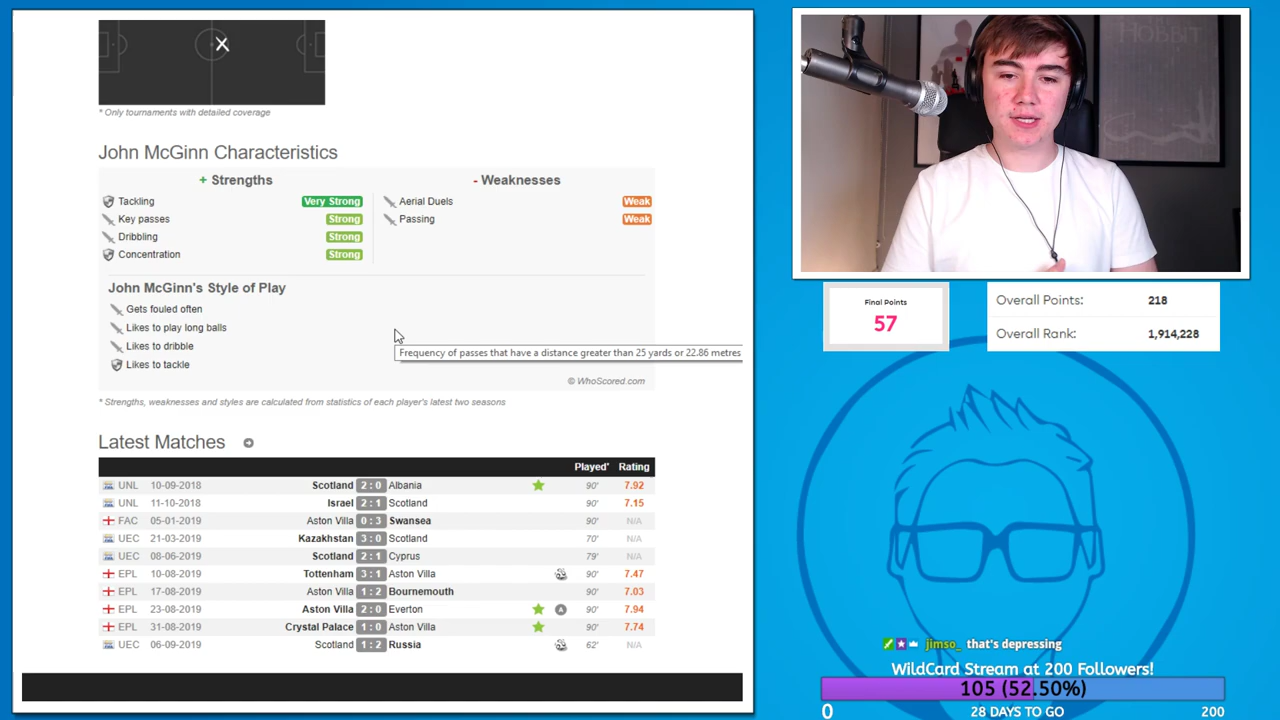 * Only tournaments with detailed coverage
John McGinn Characteristics
+ Strengths
- Weaknesses
Tackling Very Strong
Key passes Strong
Dribbling Strong
Concentration Strong
Aerial Duels Weak
Passing Weak
John McGinn's Style of Play
Gets fouled often
Likes to play long balls
Likes to dribble
Likes to tackle
Frequency of passes that have a distance greater than 25 yards or 22.86 metres
© WhoScored.com
* Strengths, weaknesses and styles are calculated from statistics of each player's latest two seasons
Latest Matches
Played* Rating
UNL 10-09-2018 Scotland 2 : 0 Albania 90' 7.92
UNL 11-10-2018 Israel 2 : 1 Scotland 90' 7.15
FAC 05-01-2019 Aston Villa 0 : 3 Swansea 90' N/A
UEC 21-03-2019 Kazakhstan 3 : 0 Scotland 70' N/A
UEC 08-06-2019 Scotland 2 : 1 Cyprus 79' N/A
EPL 10-08-2019 Tottenham 3 : 1 Aston Villa 90' 7.47
EPL 17-08-2019 Aston Villa 1 : 2 Bournemouth 90' 7.03
EPL 23-08-2019 Aston Villa 2 : 0 Everton A 90' 7.94
EPL 31-08-2019 Crystal Palace 1 : 0 Aston Villa 90' 7.74
UEC 06-09-2019 Scotland 1 : 2 Russia 62' N/A
Final Points
57
Overall Points: 218
Overall Rank: 1,914,228
jimso_ that's depressing
WildCard Stream at 200 Followers!
105 (52.50%)
0 28 DAYS TO GO 200